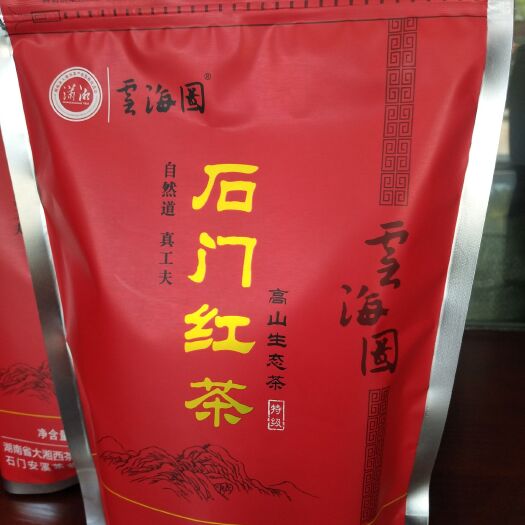 潇湘
雲海圖®
自然道 真工夫
石门红茶
高山生态茶
特级
雲海圖
净含量
湖南省大湘西茶
石门安溪茶